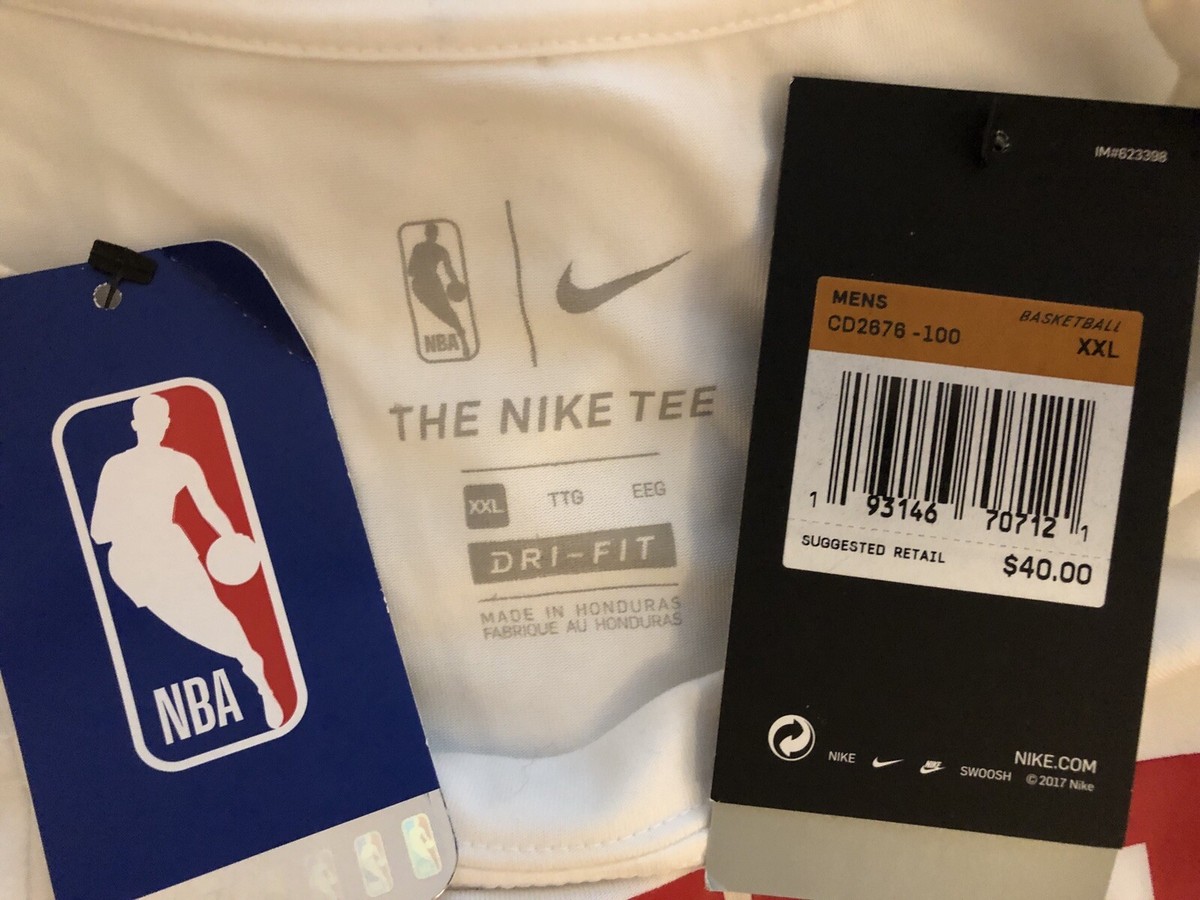 NBA
NBA
THE NIKE TEE
XXL TTG EEG
DRI-FIT
MADE IN HONDURAS
FABRIQUE AU HONDURAS
IM#623398
MENS
BASKETBALL
CD2676 -100
XXL
1 93146 70712 1
SUGGESTED RETAIL $40.00
NIKE SWOOSH
NIKE.COM
© 2017 Nike